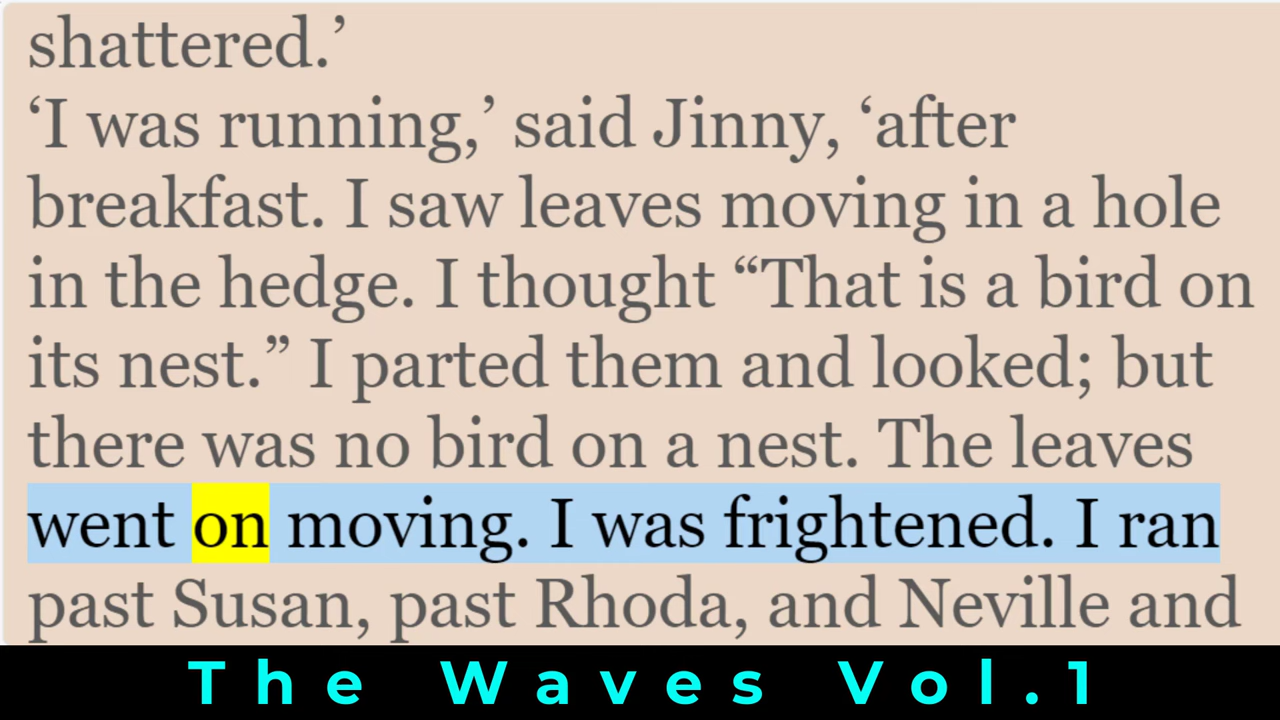 shattered.’
‘I was running,’ said Jinny, ‘after
breakfast. I saw leaves moving in a hole
in the hedge. I thought “That is a bird on
its nest.” I parted them and looked; but
there was no bird on a nest. The leaves
went on moving. I was frightened. I ran
past Susan, past Rhoda, and Neville and
The Waves Vol.1